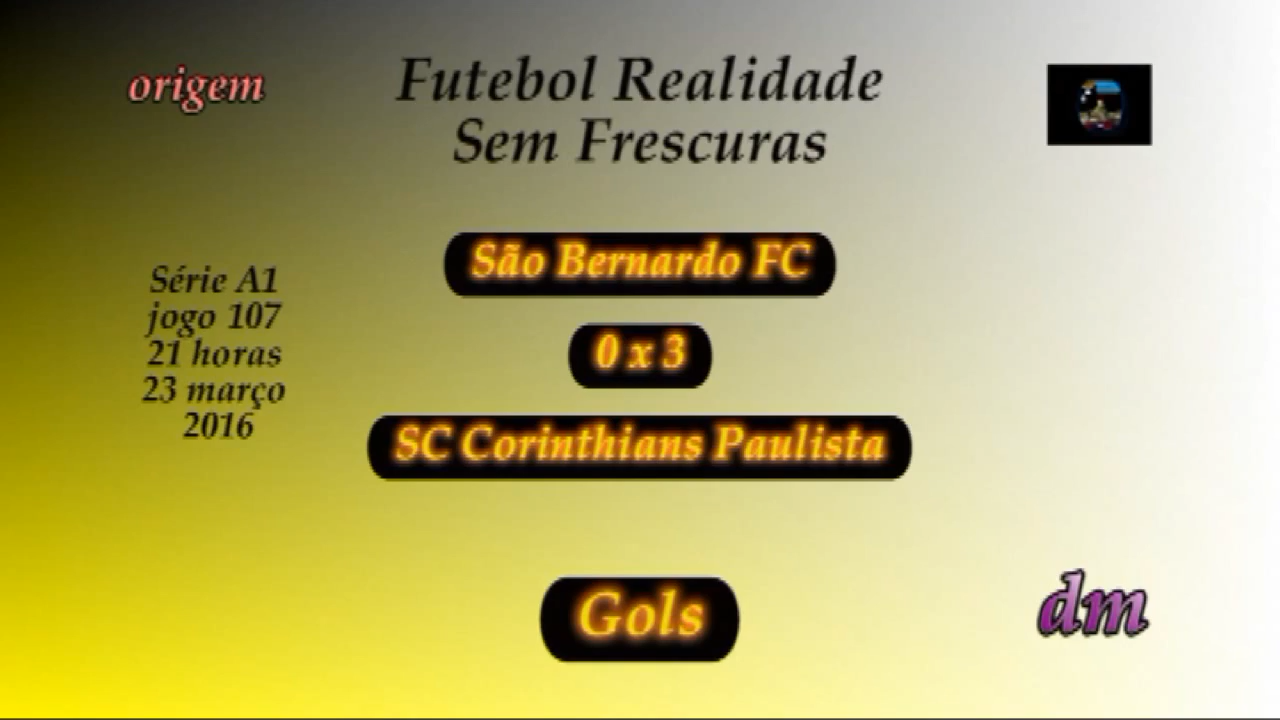 origem
Futebol Realidade
Sem Frescuras
São Bernardo FC
0 x 3
SC Corinthians Paulista
Série A1
jogo 107
21 horas
23 março
2016
Gols
dm